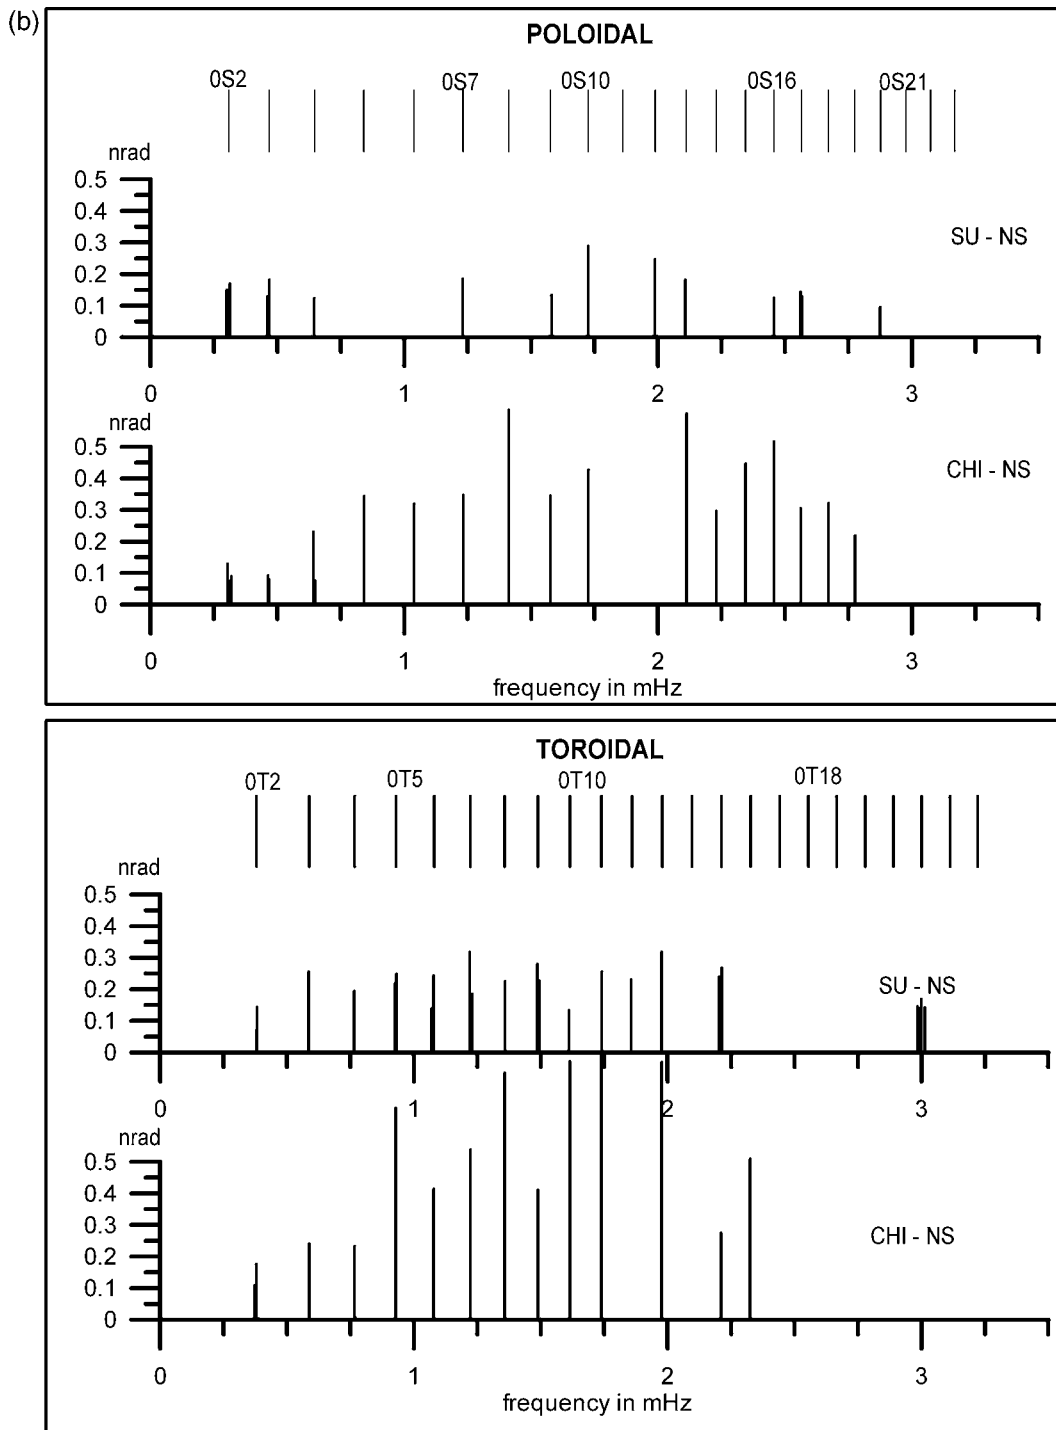 (b)
POLOIDAL
0S2 0S7 0S10 0S16 0S21
nrad
0.5
0.4
0.3
0.2
0.1
0
SU - NS
0 1 2 3
nrad
0.5
0.4
0.3
0.2
0.1
0
CHI - NS
0 1 2 3
frequency in mHz
TOROIDAL
0T2 0T5 0T10 0T18
nrad
0.5
0.4
0.3
0.2
0.1
0
SU - NS
0 1 2 3
nrad
0.5
0.4
0.3
0.2
0.1
0
CHI - NS
0 1 2 3
frequency in mHz